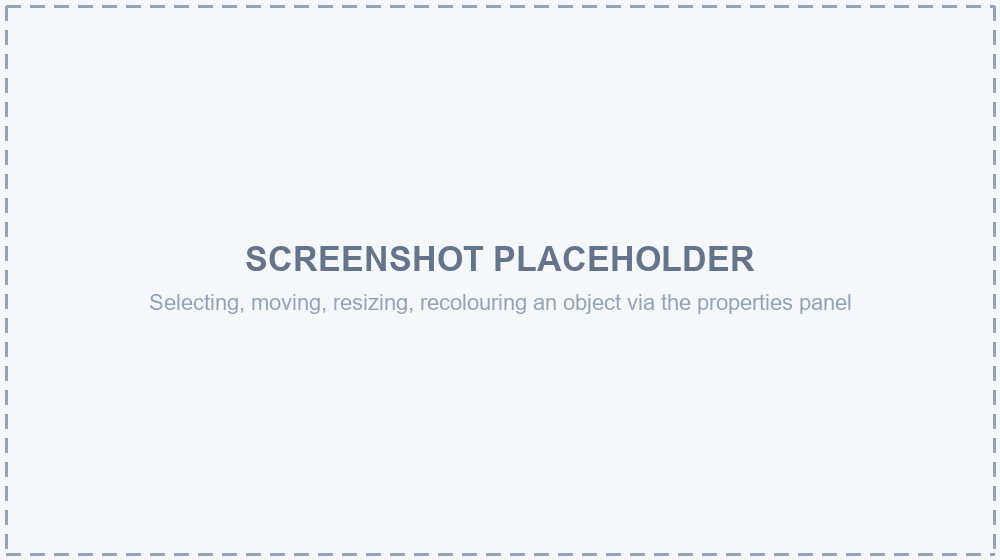 SCREENSHOT PLACEHOLDER
Selecting, moving, resizing, recolouring an object via the properties panel